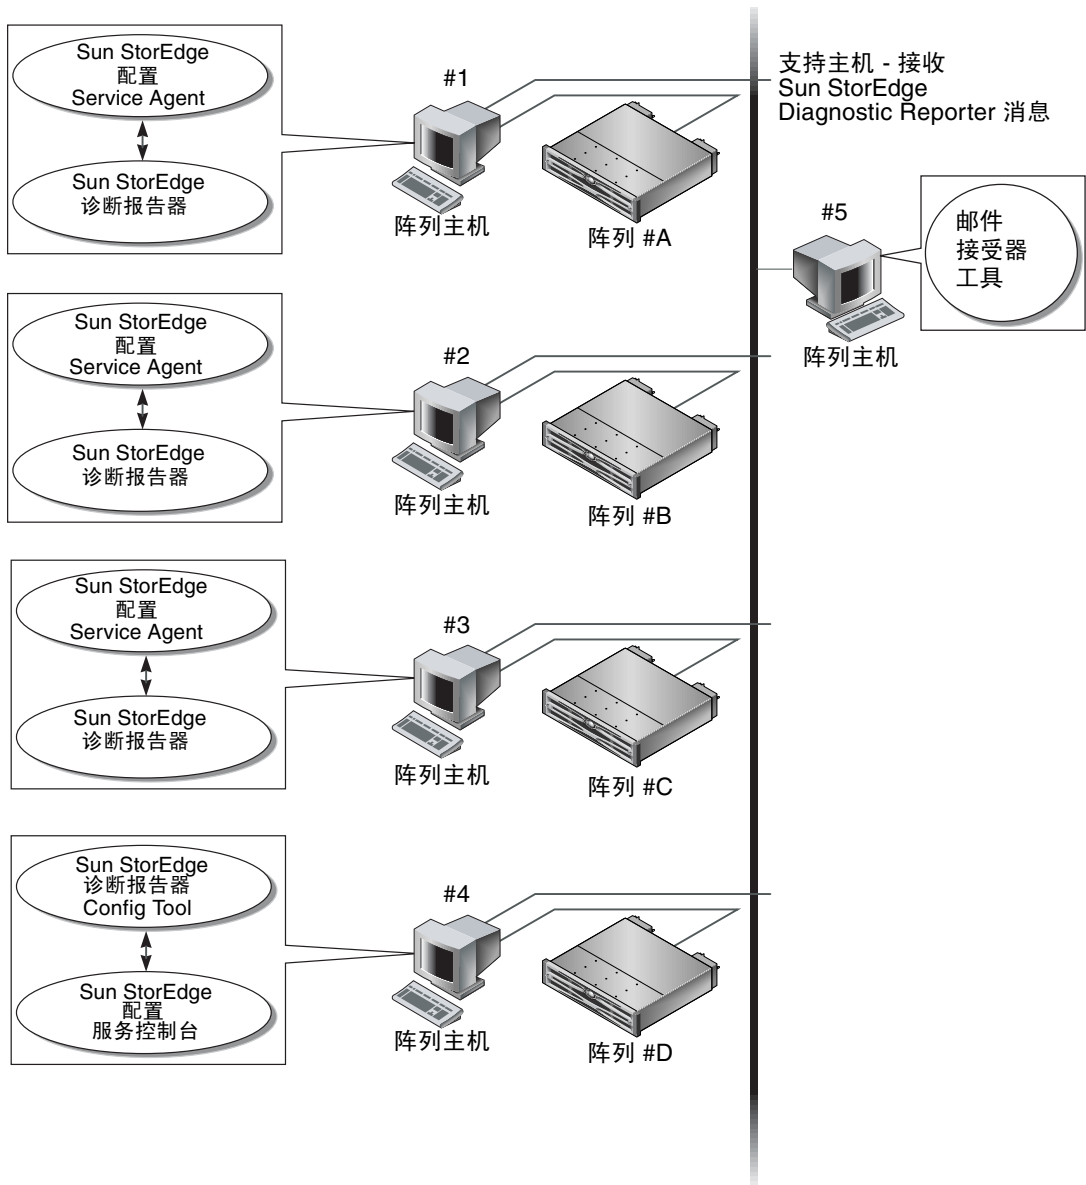 Sun StorEdge
配置
Service Agent
Sun StorEdge
诊断报告器
#1
阵列主机
阵列 #A
支持主机 - 接收
Sun StorEdge
Diagnostic Reporter 消息
#5
阵列主机
邮件
接受器
工具
Sun StorEdge
配置
Service Agent
Sun StorEdge
诊断报告器
#2
阵列主机
阵列 #B
Sun StorEdge
配置
Service Agent
Sun StorEdge
诊断报告器
#3
阵列主机
阵列 #C
Sun StorEdge
诊断报告器
Config Tool
Sun StorEdge
配置
服务控制台
#4
阵列主机
阵列 #D